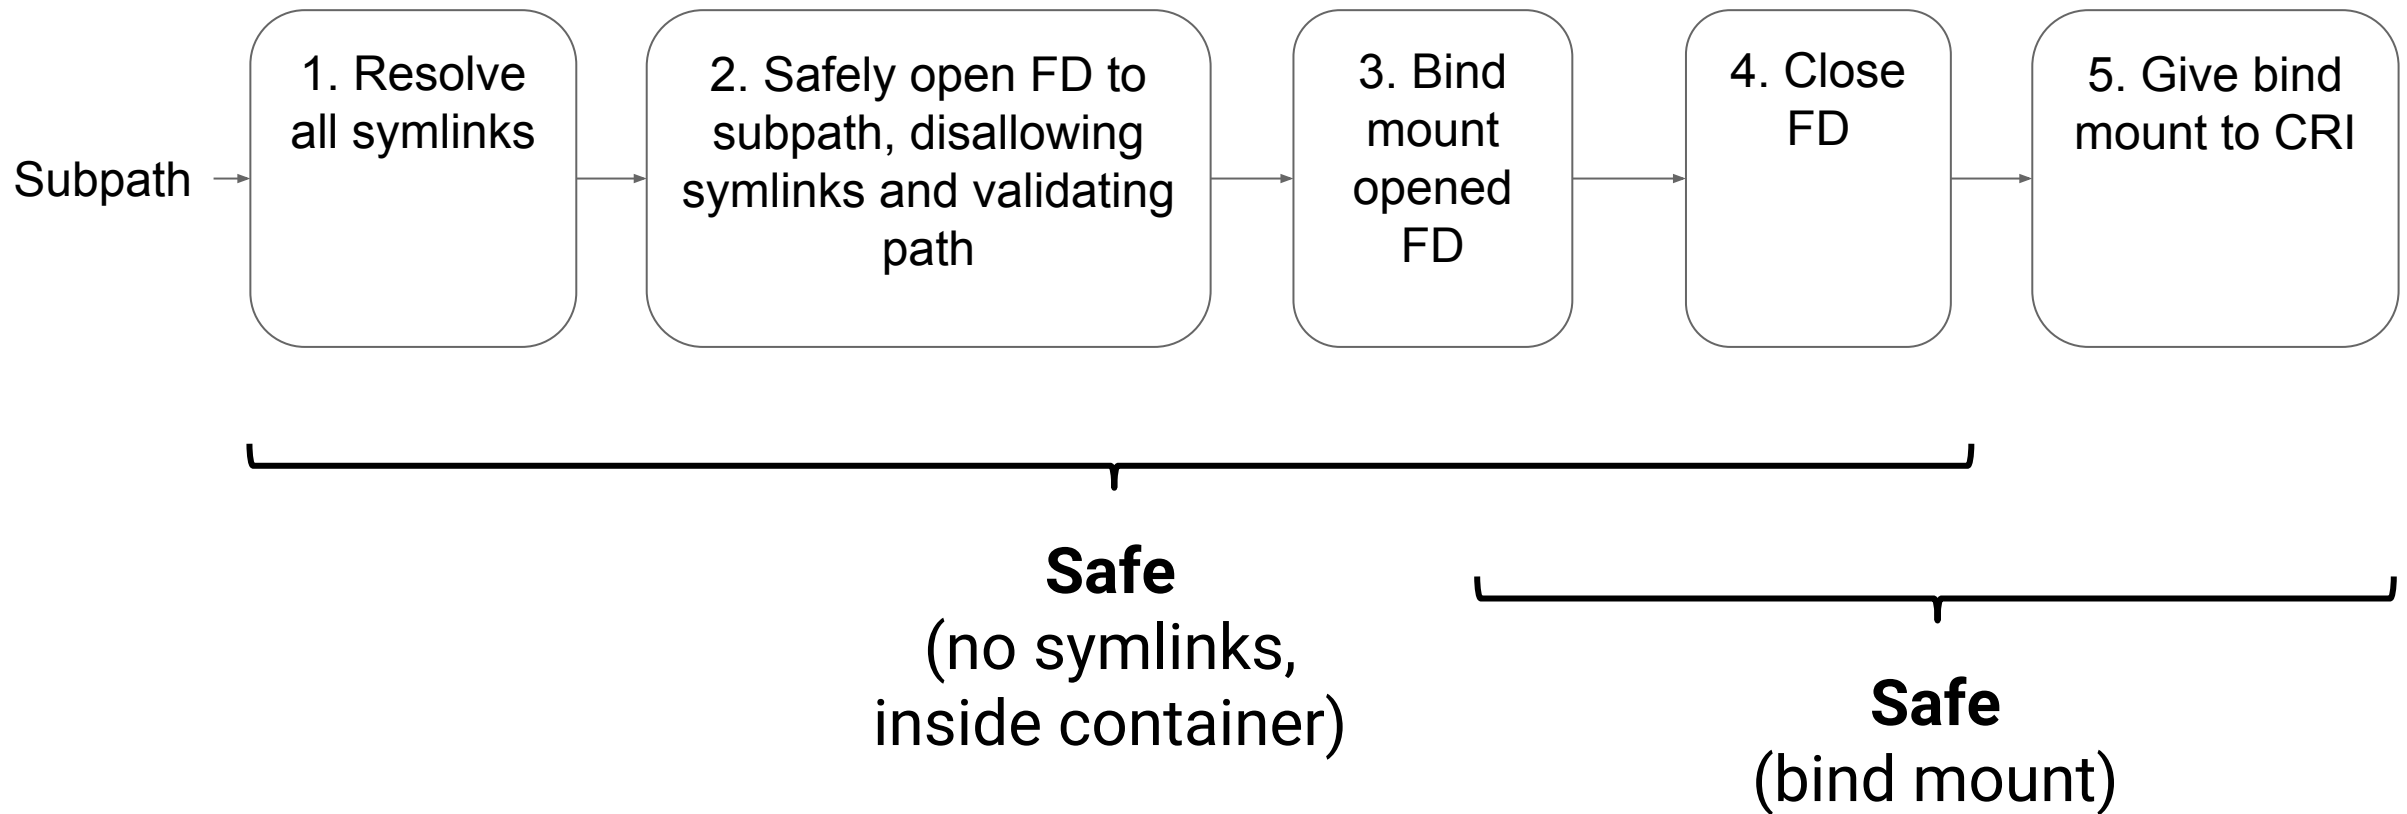 Subpath
1. Resolve
all symlinks
2. Safely open FD to
subpath, disallowing
symlinks and validating
path
3. Bind
mount
opened
FD
4. Close
FD
5. Give bind
mount to CRI
Safe
(no symlinks,
inside container)
Safe
(bind mount)